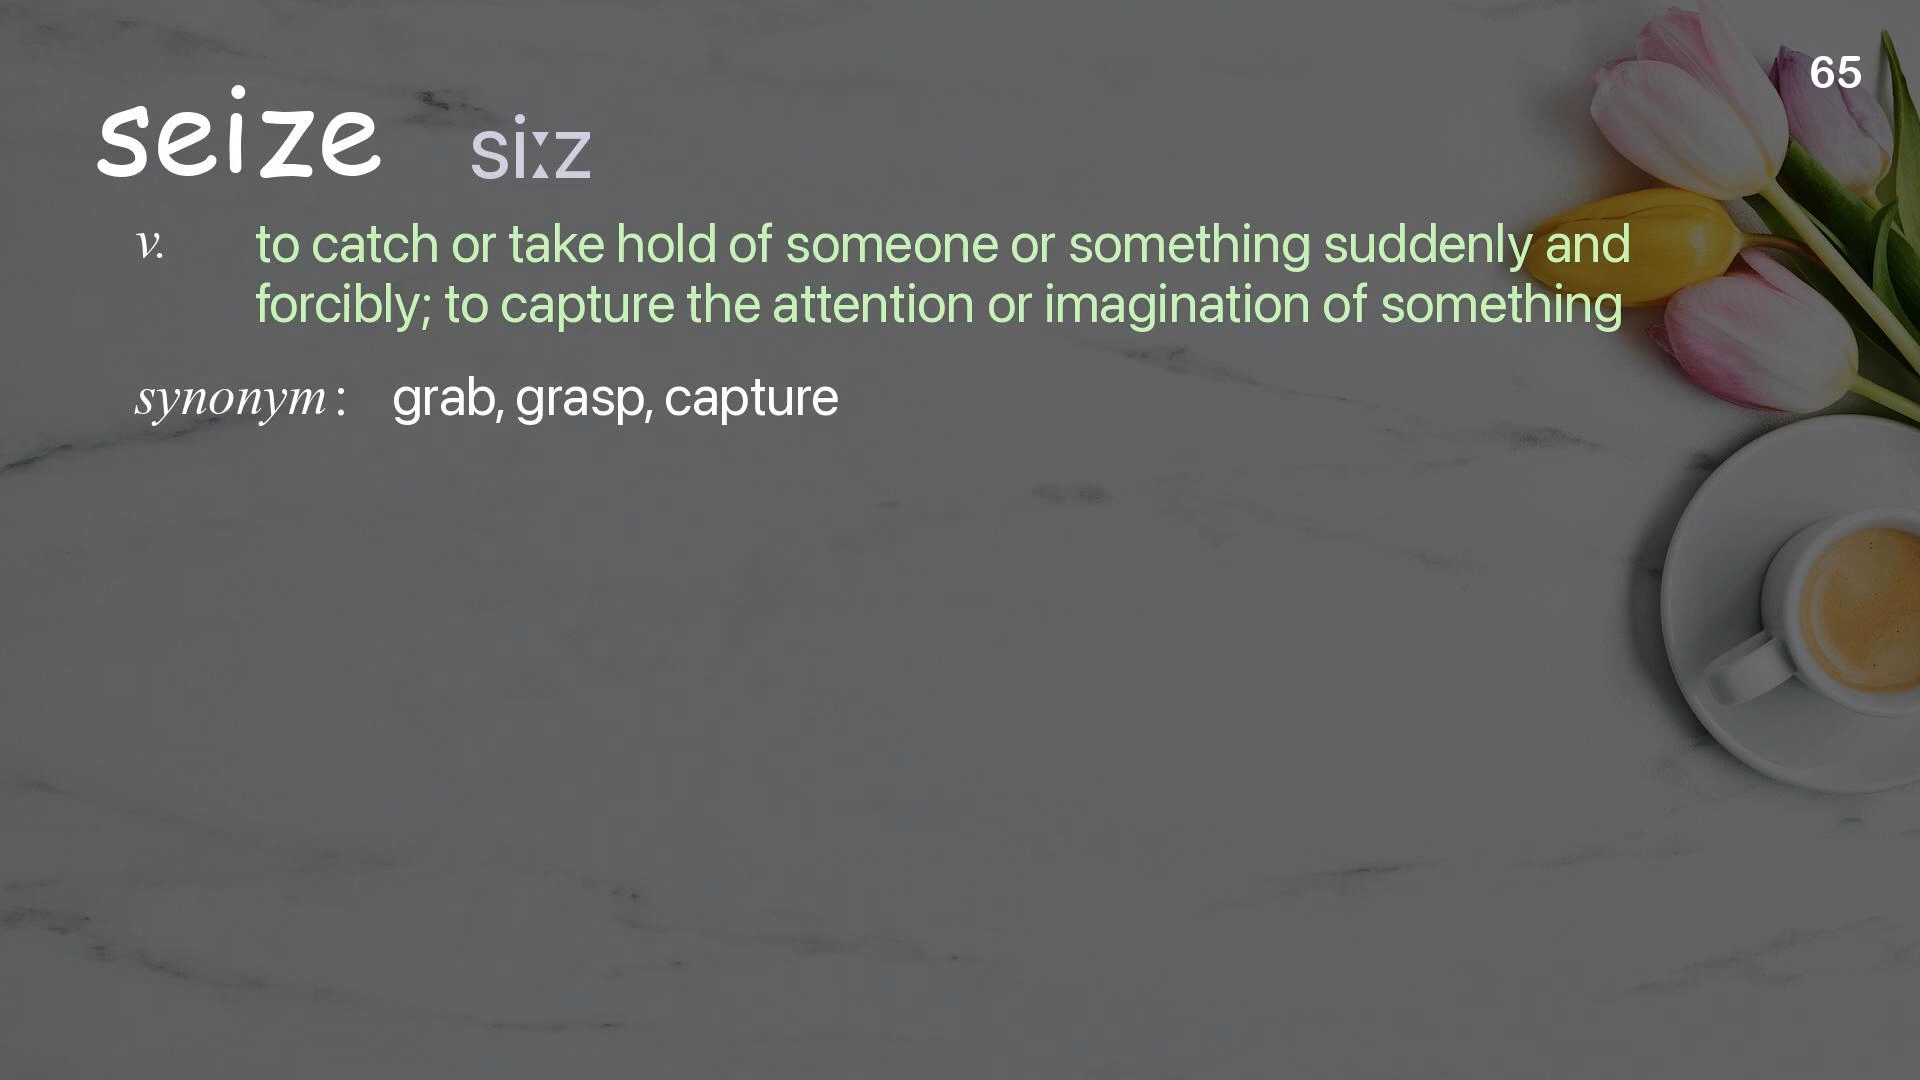 65
seize siːz
v. to catch or take hold of someone or something suddenly and
forcibly; to capture the attention or imagination of something
synonym : grab, grasp, capture